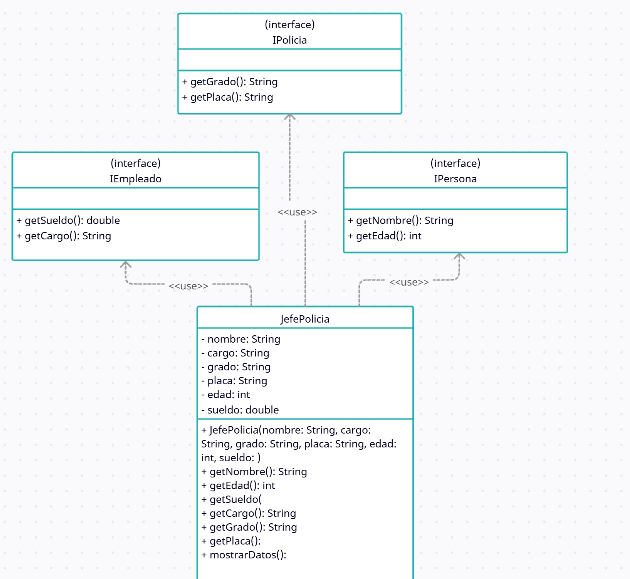 (interface)
IPolicia
+ getGrado(): String
+ getPlaca(): String
(interface)
IEmpleado
+ getSueldo(): double
+ getCargo(): String
(interface)
IPersona
+ getNombre(): String
+ getEdad(): int
<<use>>
<<use>>
<<use>>
JefePolicia
- nombre: String
- cargo: String
- grado: String
- placa: String
- edad: int
- sueldo: double
+ JefePolicia(nombre: String, cargo:
String, grado: String, placa: String, edad:
int, sueldo: )
+ getNombre(): String
+ getEdad(): int
+ getSueldo(
+ getCargo(): String
+ getGrado(): String
+ getPlaca():
+ mostrarDatos():